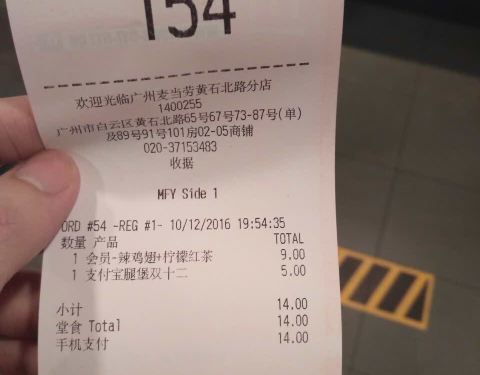 154
欢迎光临广州麦当劳黄石北路分店
1400255
广州市白云区黄石北路65号67号73-87号(单)
及89号91号101房02-05商铺
020-37153483
收据
MFY Side 1
ORD #54 -REG #1- 10/12/2016 19:54:35
数量 产品 TOTAL
1 会员-辣鸡翅+柠檬红茶 9.00
1 支付宝腿堡双十二 5.00
小计 14.00
堂食 Total 14.00
手机支付 14.00